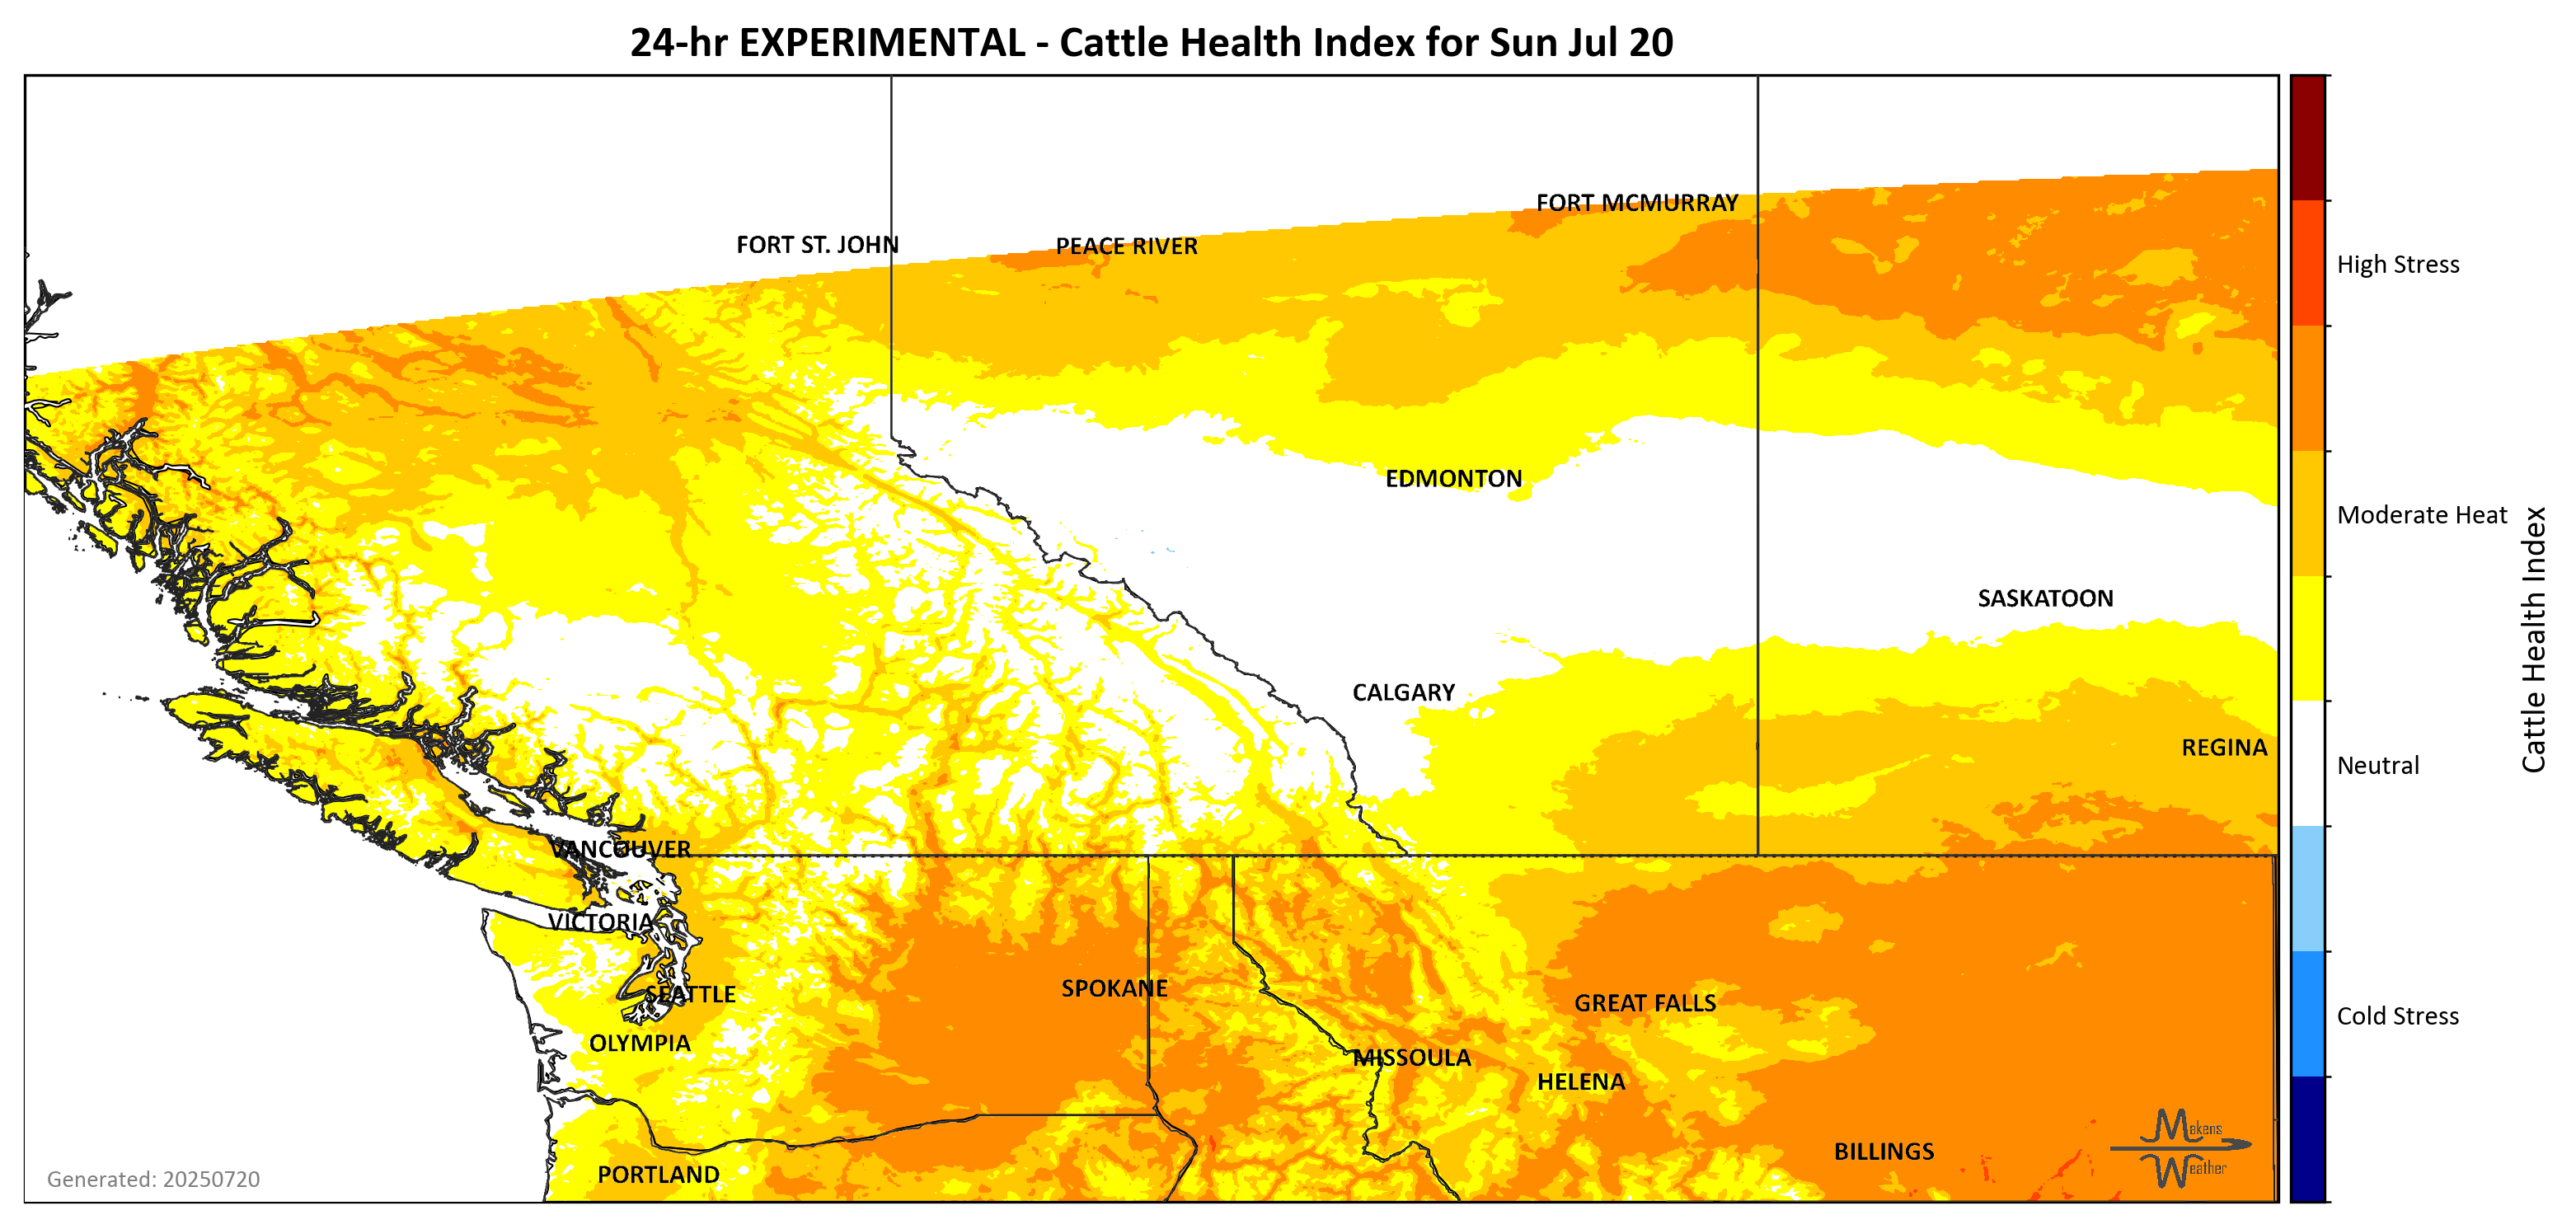 24-hr EXPERIMENTAL - Cattle Health Index for Sun Jul 20
FORT MCMURRAY
FORT ST. JOHN
PEACE RIVER
High Stress
EDMONTON
Moderate Heat
SASKATOON
CALGARY
REGINA
Neutral
Cattle Health Index
VANCOUVER
VICTORIA
SPOKANE
SEATTLE
GREAT FALLS
Cold Stress
OLYMPIA
MISSOULA
HELENA
Makens
Weather
BILLINGS
PORTLAND
Generated: 20250720